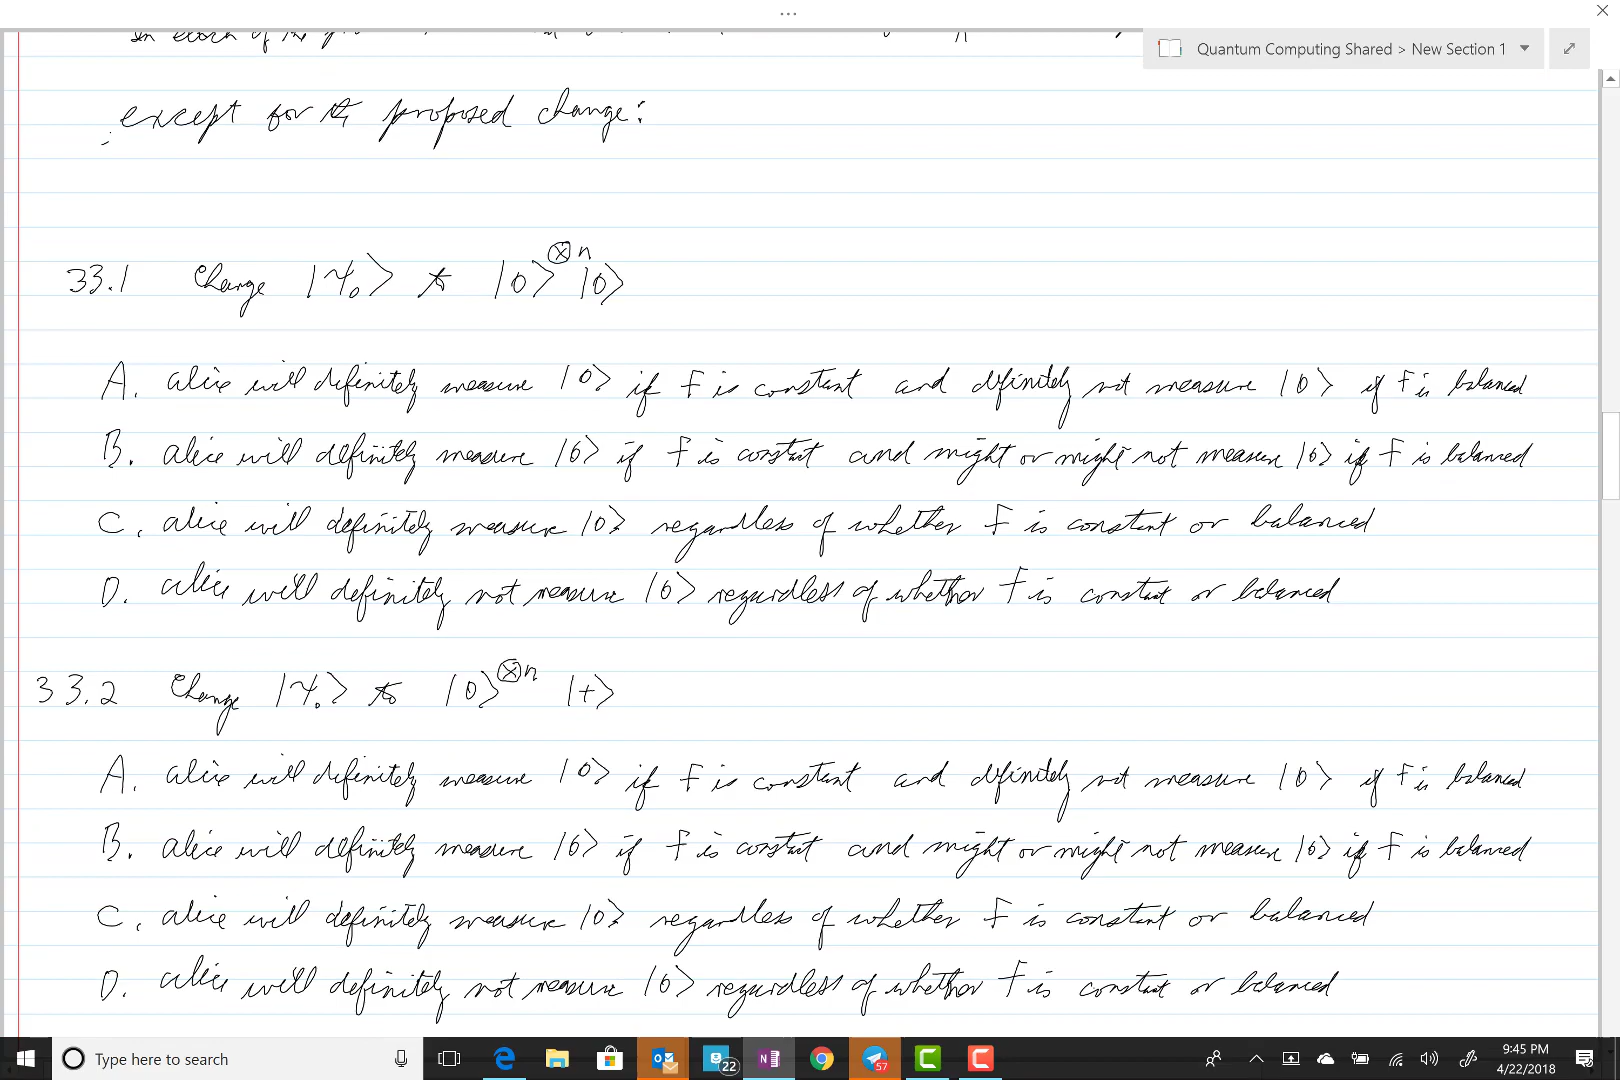 Quantum Computing Shared > New Section 1
except for the proposed change:
33.1 Change |ψ₀⟩ to |0⟩^⊗n |0⟩
A. alice will definitely measure |0⟩ if f is constant and definitely not measure |0⟩ if f is balanced
B. alice will definitely measure |0⟩ if f is constant and might or might not measure |0⟩ if f is balanced
C. alice will definitely measure |0⟩ regardless of whether f is constant or balanced
D. alice will definitely not measure |0⟩ regardless of whether f is constant or balanced
33.2 Change |ψ₀⟩ to |0⟩^⊗n |+⟩
A. alice will definitely measure |0⟩ if f is constant and definitely not measure |0⟩ if f is balanced
B. alice will definitely measure |0⟩ if f is constant and might or might not measure |0⟩ if f is balanced
C. alice will definitely measure |0⟩ regardless of whether f is constant or balanced
D. alice will definitely not measure |0⟩ regardless of whether f is constant or balanced
Type here to search
22
57
9:45 PM
4/22/2018